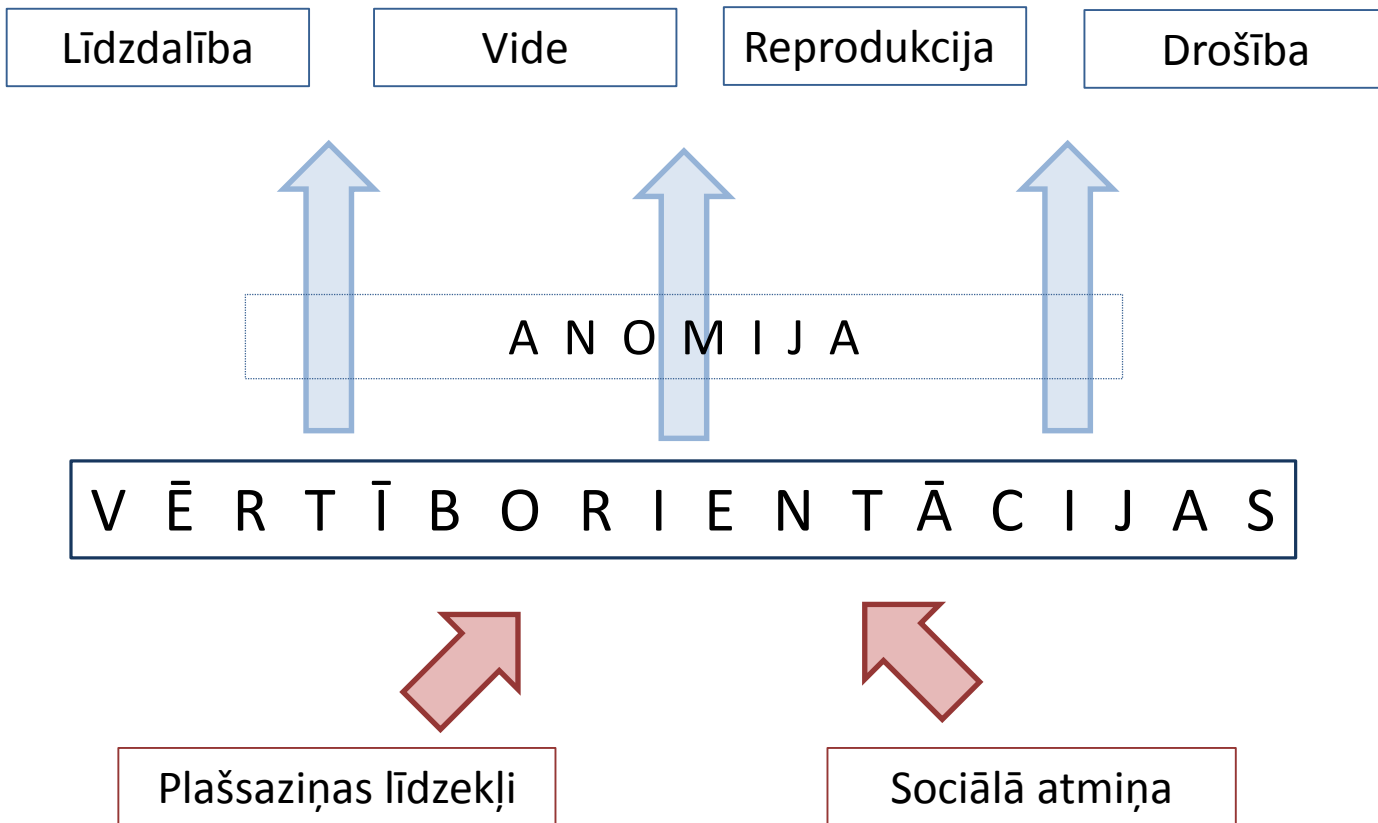 Līdzdalība
Vide
Reprodukcija
Drošība
A N O M I J A
V Ē R T Ī B O R I E N T Ā C I J A S
Plašsaziņas līdzekļi
Sociālā atmiņa